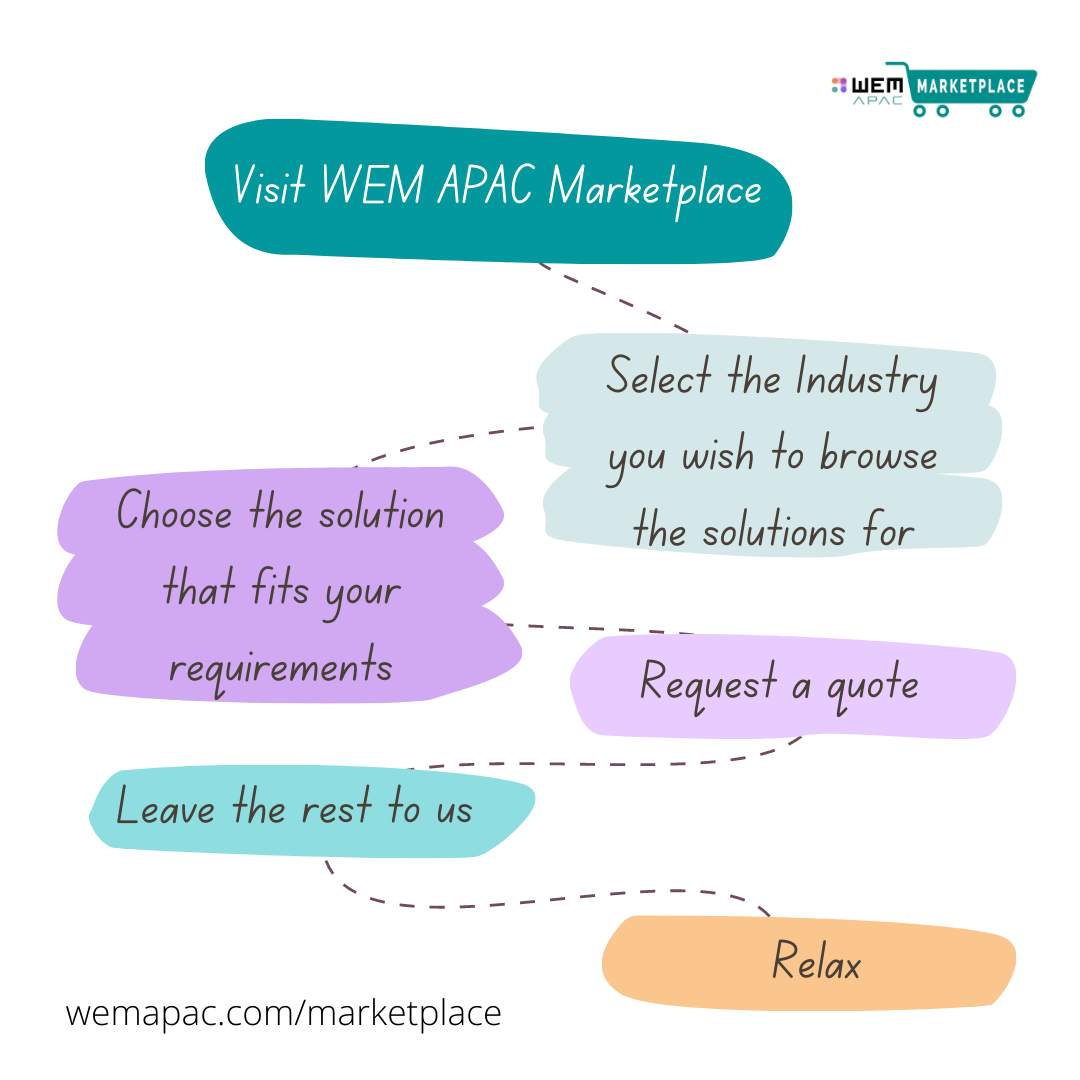 WEM
APAC
MARKETPLACE
Visit WEM APAC Marketplace
Select the Industry
you wish to browse
the solutions for
Choose the solution
that fits your
requirements
Request a quote
Leave the rest to us
Relax
wemapac.com/marketplace